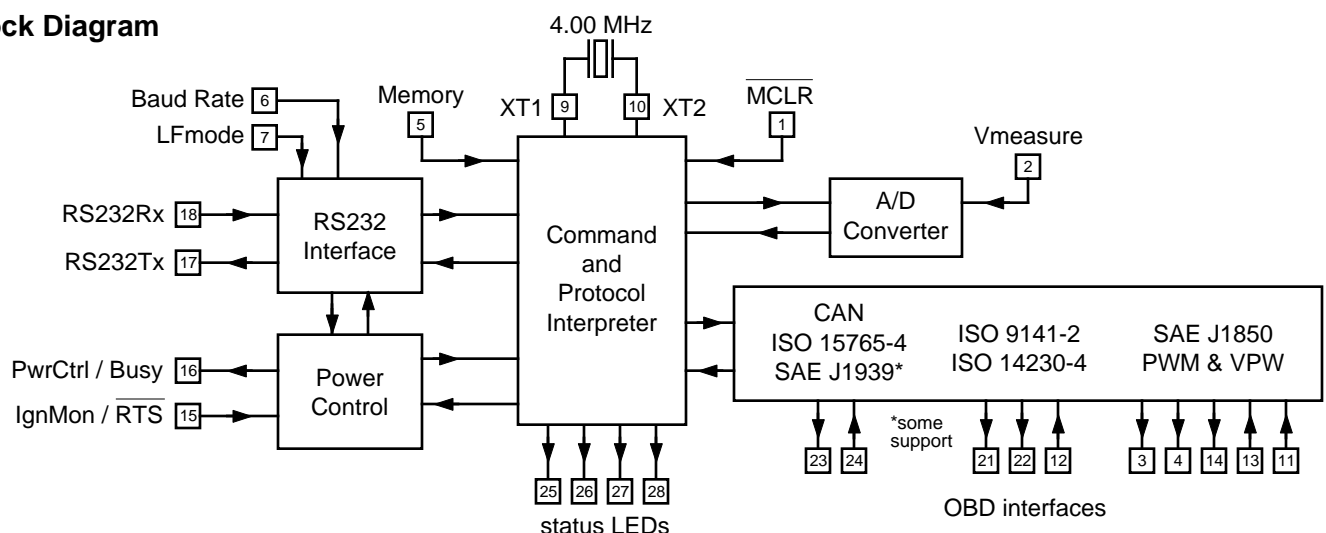 ock Diagram
4.00 MHz
Baud Rate 6
LFmode 7
Memory
5
XT1 9
10 XT2
MCLR
1
Vmeasure
2
RS232Rx 18
RS232Tx 17
RS232
Interface
Command
and
Protocol
Interpreter
A/D
Converter
PwrCtrl / Busy 16
IgnMon / RTS 15
Power
Control
CAN
ISO 15765-4
SAE J1939*
ISO 9141-2
ISO 14230-4
SAE J1850
PWM & VPW
*some
support
23 24
21 22 12
3 4 14 13 11
25 26 27 28
status LEDs
OBD interfaces